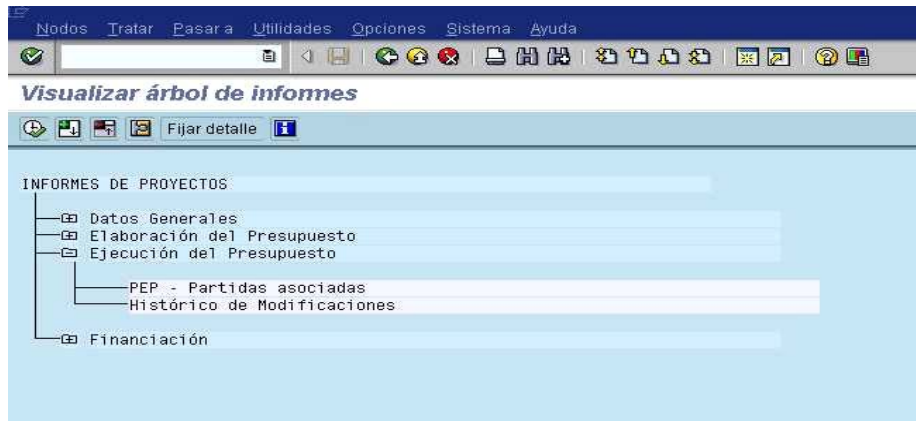 Nodos Tratar Pasar a Utilidades Opciones Sistema Ayuda
Visualizar árbol de informes
Fijar detalle
INFORMES DE PROYECTOS
Datos Generales
Elaboración del Presupuesto
Ejecución del Presupuesto
PEP - Partidas asociadas
Histórico de Modificaciones
Financiación